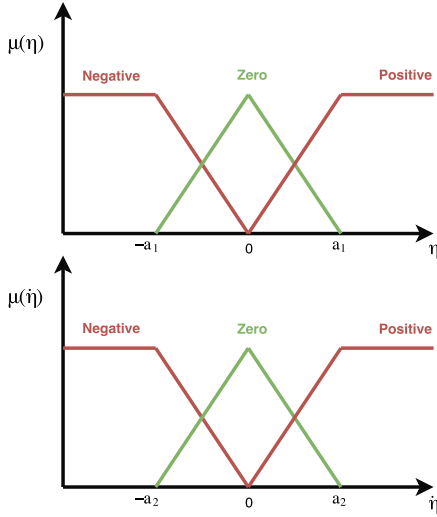 μ(η)
Negative Zero Positive
−a₁ 0 a₁ η
μ(η̇)
Negative Zero Positive
−a₂ 0 a₂ η̇